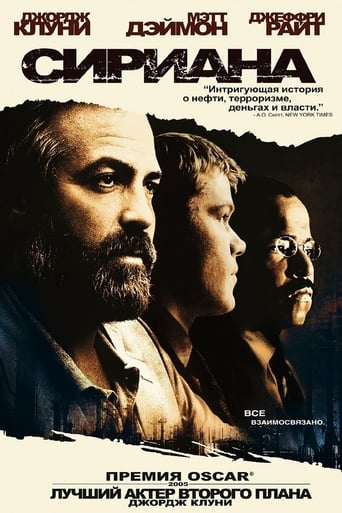 ДЖОРДЖ МЭТТ ДЖЕФФРИ
КЛУНИ ДЭЙМОН РАЙТ
СИРИАНА
"Интригующая история
о нефти, терроризме,
деньгах и власти."
- A.O. Скотт, NEW YORK TIMES
ВСЕ
ВЗАИМОСВЯЗАНО.
ПРЕМИЯ OSCAR®
2005
ЛУЧШИЙ АКТЕР ВТОРОГО ПЛАНА
ДЖОРДЖ КЛУНИ